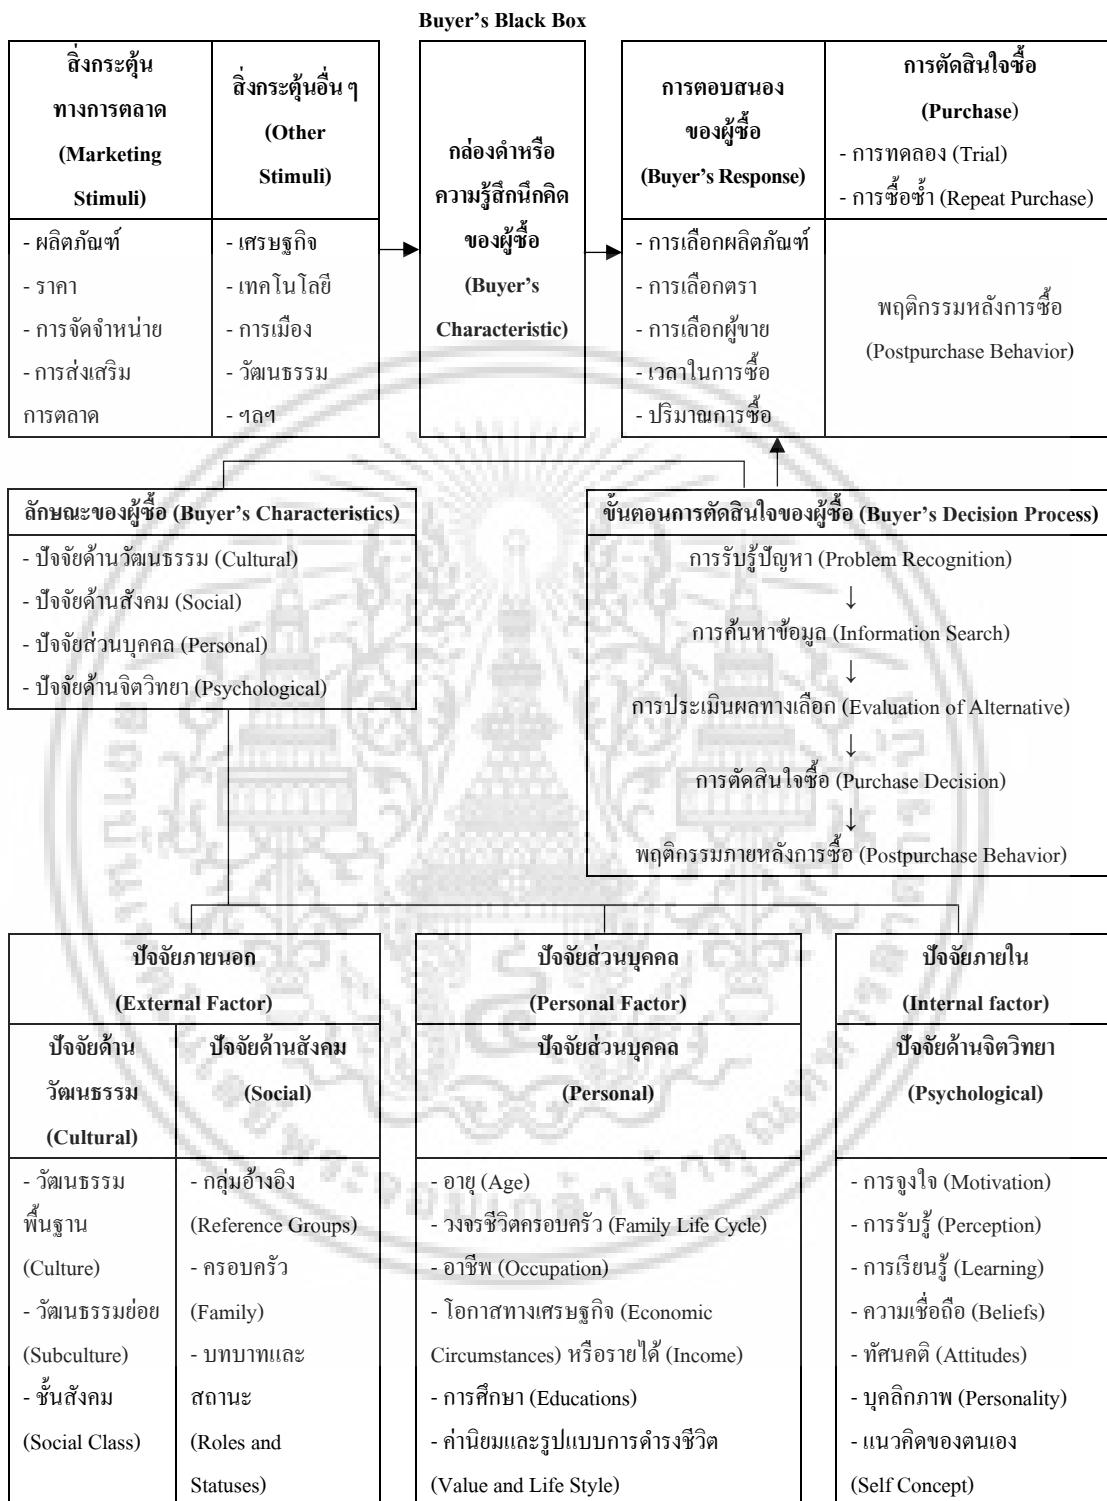 Buyer’s Black Box
สิ่งกระตุ้น
ทางการตลาด
(Marketing
Stimuli)
สิ่งกระตุ้นอื่น ๆ
(Other
Stimuli)
- ผลิตภัณฑ์
- ราคา
- การจัดจำหน่าย
- การส่งเสริม
การตลาด
- เศรษฐกิจ
- เทคโนโลยี
- การเมือง
- วัฒนธรรม
- ฯลฯ
กล่องดำหรือ
ความรู้สึกนึกคิด
ของผู้ซื้อ
(Buyer’s
Characteristic)
การตอบสนอง
ของผู้ซื้อ
(Buyer’s Response)
- การเลือกผลิตภัณฑ์
- การเลือกตรา
- การเลือกผู้ขาย
- เวลาในการซื้อ
- ปริมาณการซื้อ
การตัดสินใจซื้อ
(Purchase)
- การทดลอง (Trial)
- การซื้อซ้ำ (Repeat Purchase)
พฤติกรรมหลังการซื้อ
(Postpurchase Behavior)
ลักษณะของผู้ซื้อ (Buyer’s Characteristics)
- ปัจจัยด้านวัฒนธรรม (Cultural)
- ปัจจัยด้านสังคม (Social)
- ปัจจัยส่วนบุคคล (Personal)
- ปัจจัยด้านจิตวิทยา (Psychological)
ขั้นตอนการตัดสินใจของผู้ซื้อ (Buyer’s Decision Process)
การรับรู้ปัญหา (Problem Recognition)
↓
การค้นหาข้อมูล (Information Search)
↓
การประเมินผลทางเลือก (Evaluation of Alternative)
↓
การตัดสินใจซื้อ (Purchase Decision)
↓
พฤติกรรมภายหลังการซื้อ (Postpurchase Behavior)
ปัจจัยภายนอก
(External Factor)
ปัจจัยด้าน
วัฒนธรรม
(Cultural)
ปัจจัยด้านสังคม
(Social)
- วัฒนธรรม
พื้นฐาน
(Culture)
- วัฒนธรรมย่อย
(Subculture)
- ชั้นสังคม
(Social Class)
- กลุ่มอ้างอิง
(Reference Groups)
- ครอบครัว
(Family)
- บทบาทและ
สถานะ
(Roles and
Statuses)
ปัจจัยส่วนบุคคล
(Personal Factor)
ปัจจัยส่วนบุคคล
(Personal)
- อายุ (Age)
- วงจรชีวิตครอบครัว (Family Life Cycle)
- อาชีพ (Occupation)
- โอกาสทางเศรษฐกิจ (Economic
Circumstances) หรือรายได้ (Income)
- การศึกษา (Educations)
- ค่านิยมและรูปแบบการดำรงชีวิต
(Value and Life Style)
ปัจจัยภายใน
(Internal factor)
ปัจจัยด้านจิตวิทยา
(Psychological)
- การจูงใจ (Motivation)
- การรับรู้ (Perception)
- การเรียนรู้ (Learning)
- ความเชื่อถือ (Beliefs)
- ทัศนคติ (Attitudes)
- บุคลิกภาพ (Personality)
- แนวคิดของตนเอง
(Self Concept)